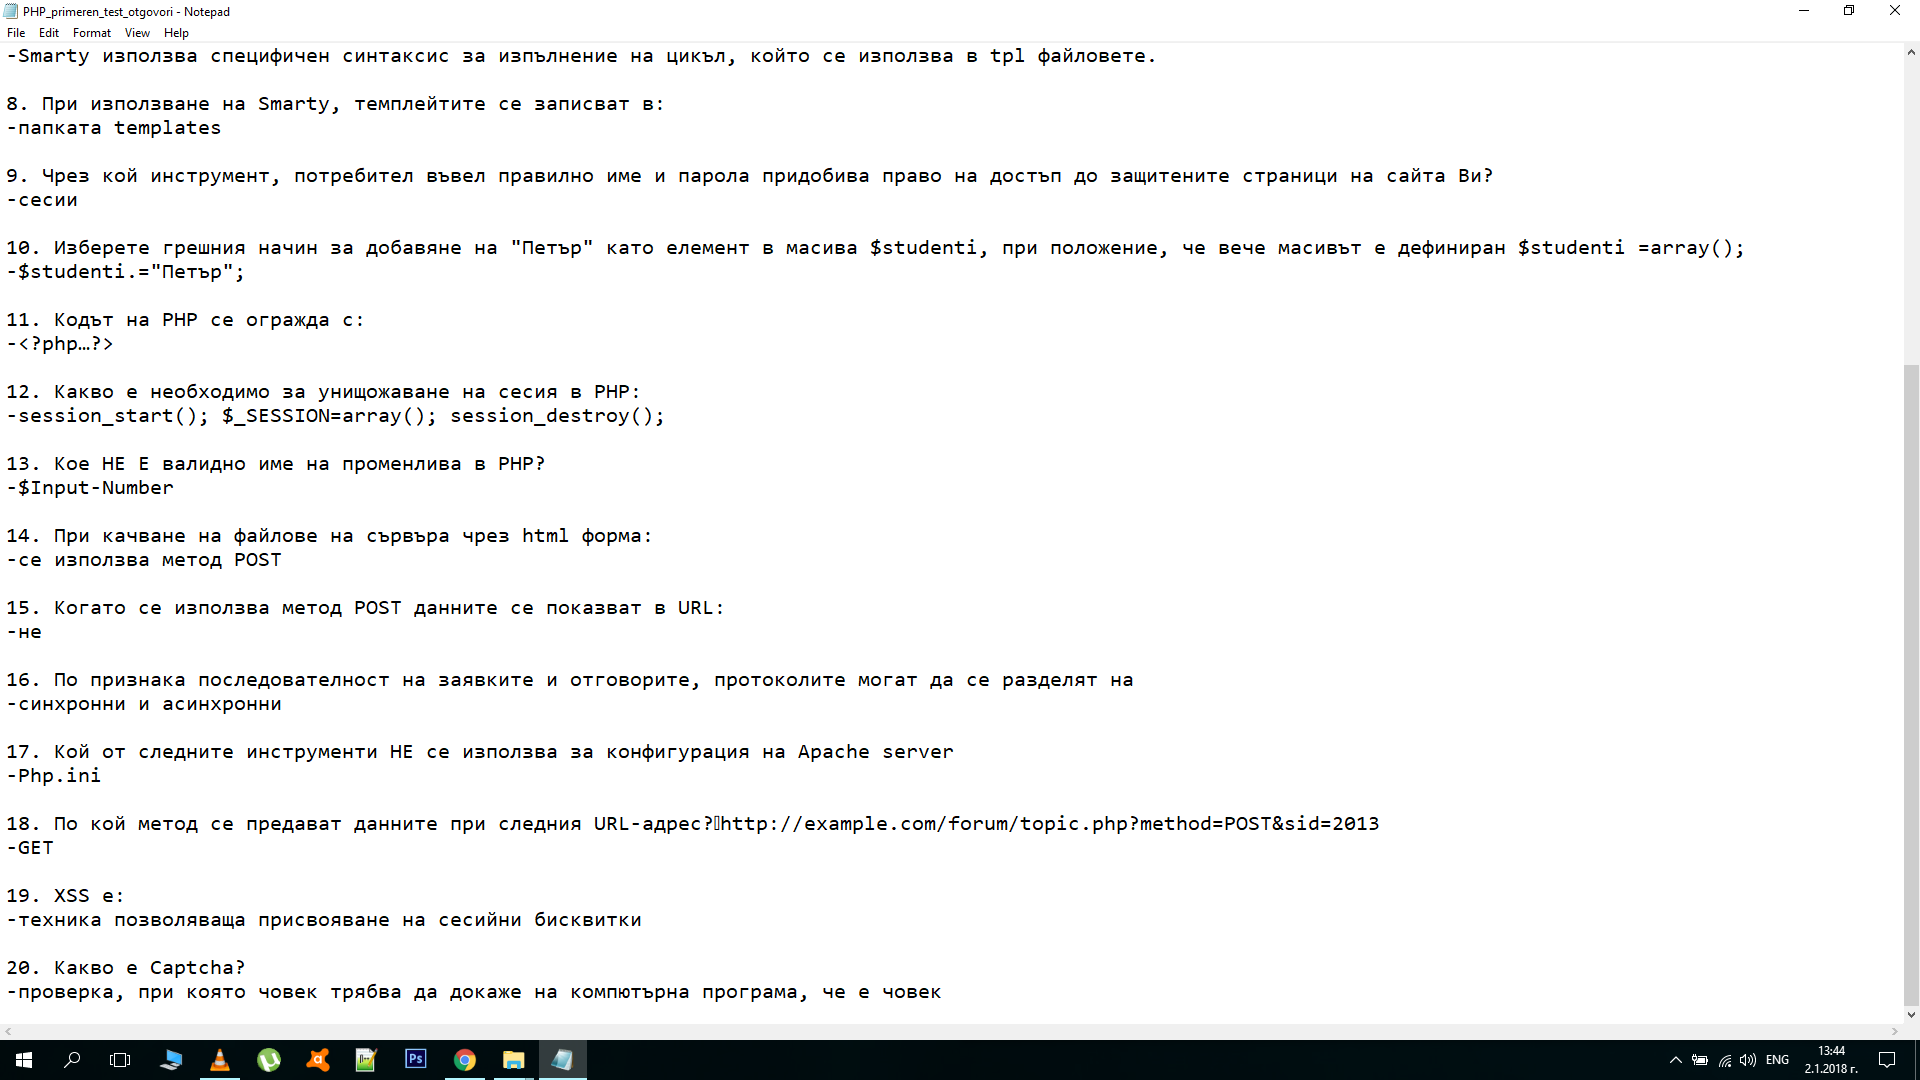 PHP_primeren_test_otgovori - Notepad
File Edit Format View Help
-Smarty използва специфичен синтаксис за изпълнение на цикъл, който се използва в tpl файловете.
8. При използване на Smarty, темплейтите се записват в:
-папката templates
9. Чрез кой инструмент, потребител въвел правилно име и парола придобива право на достъп до защитените страници на сайта Ви?
-сесии
10. Изберете грешния начин за добавяне на "Петър" като елемент в масива $studenti, при положение, че вече масивът е дефиниран $studenti =array();
-$studenti.="Петър";
11. Кодът на PHP се огражда с:
-<?php…?>
12. Какво е необходимо за унищожаване на сесия в PHP:
-session_start(); $_SESSION=array(); session_destroy();
13. Кое НЕ Е валидно име на променлива в PHP?
-$Input-Number
14. При качване на файлове на сървъра чрез html форма:
-се използва метод POST
15. Когато се използва метод POST данните се показват в URL:
-не
16. По признака последователност на заявките и отговорите, протоколите могат да се разделят на
-синхронни и асинхронни
17. Кой от следните инструменти НЕ се използва за конфигурация на Apache server
-Php.ini
18. По кой метод се предават данните при следния URL-адрес?http://example.com/forum/topic.php?method=POST&sid=2013
-GET
19. XSS е:
-техника позволяваща присвояване на сесийни бисквитки
20. Какво е Captcha?
-проверка, при която човек трябва да докаже на компютърна програма, че е човек
Ps
ENG
13:44
2.1.2018 г.